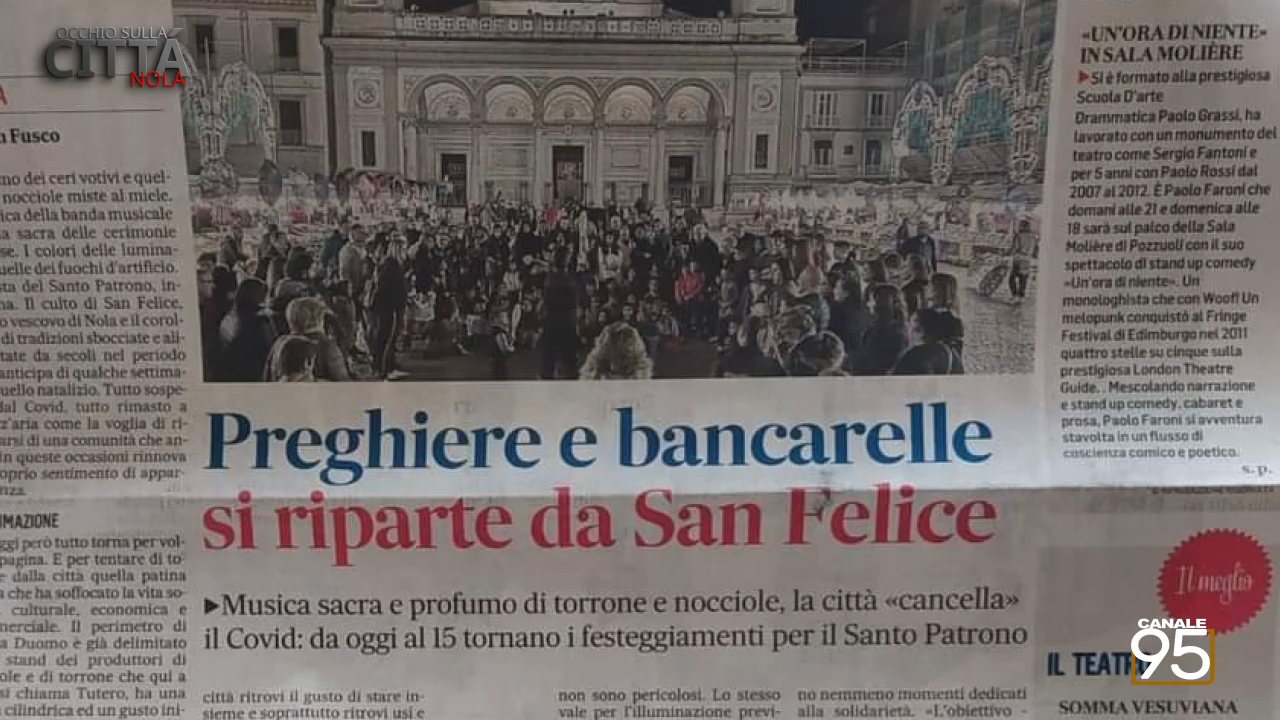 OCCHIO SULLA
CITTÀ
NOLA
n Fusco
mo dei ceri votivi e quel-
nocciole miste al miele.
ica della banda musicale
a sacra delle cerimonie
se. I colori delle lumina-
uelle dei fuochi d'artificio.
sta del Santo Patrono, in-
na. Il culto di San Felice,
o vescovo di Nola e il corol-
di tradizioni sbocciate e ali-
tate da secoli nel periodo
anticipa di qualche settima-
uello natalizio. Tutto sospe-
dal Covid, tutto rimasto a
z'aria come la voglia di ri-
arsi di una comunità che an-
in queste occasioni rinnova
oprio sentimento di appar-
nza.
IMAZIONE
ggi però tutto torna per vol-
pagina. E per tentare di to-
e dalla città quella patina
a che ha soffocato la vita so-
culturale, economica e
merciale. Il perimetro di
a Duomo è già delimitato
stand dei produttori di
ole e di torrone che qui a
si chiama Tutero, ha una
cilindrica ed un gusto ini-
Preghiere e bancarelle
si riparte da San Felice
▶Musica sacra e profumo di torrone e nocciole, la città «cancella»
il Covid: da oggi al 15 tornano i festeggiamenti per il Santo Patrono
città ritrovi il gusto di stare in-
sieme e soprattutto ritrovi usi e
non sono pericolosi. Lo stesso
vale per l'illuminazione previ-
no nemmeno momenti dedicati
alla solidarietà. «L'obiettivo -
«UN'ORA DI NIENTE»
IN SALA MOLIÈRE
▶Si è formato alla prestigiosa
Scuola D'arte
Drammatica Paolo Grassi, ha
lavorato con un monumento del
teatro come Sergio Fantoni e
per 5 anni con Paolo Rossi dal
2007 al 2012. È Paolo Faroni che
domani alle 21 e domenica alle
18 sarà sul palco della Sala
Molière di Pozzuoli con il suo
spettacolo di stand up comedy
«Un'ora di niente». Un
monologhista che con Woof! Un
melopunk conquistò al Fringe
Festival di Edimburgo nel 2011
quattro stelle su cinque sulla
prestigiosa London Theatre
Guide. . Mescolando narrazione
e stand up comedy, cabaret e
prosa, Paolo Faroni si avventura
stavolta in un flusso di
coscienza comico e poetico.
s.p.
Il meglio
CANALE
95
IL TEATRO
SOMMA VESUVIANA